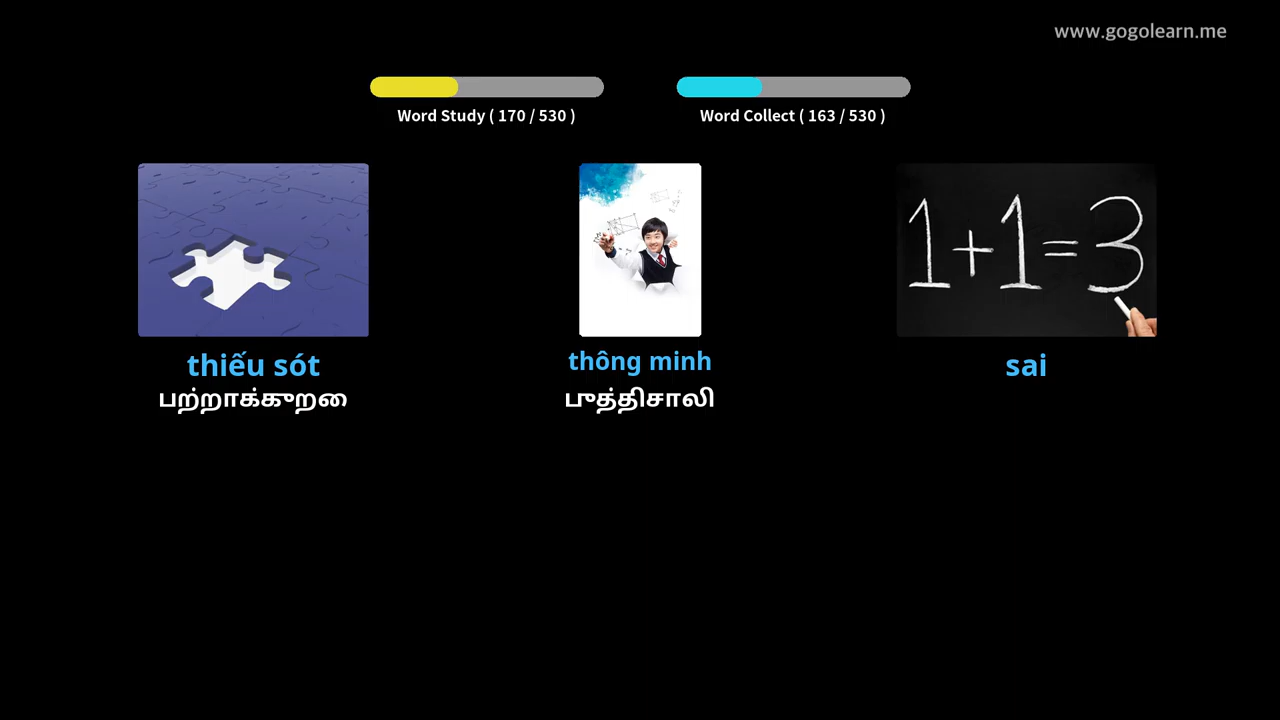 www.gogolearn.me
Word Study ( 170 / 530 )
Word Collect ( 163 / 530 )
1+1=3
thiếu sót
thông minh
sai
பற்றாக்குறை
புத்திசாலி